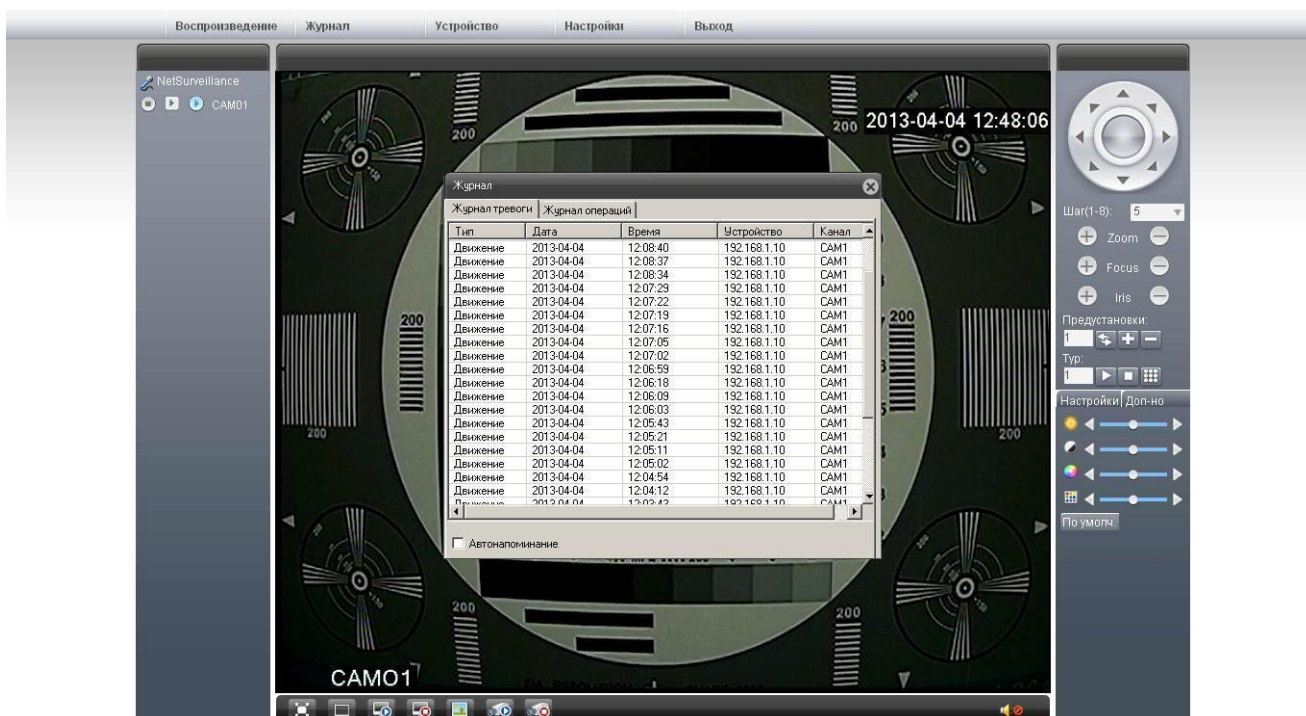 Воспроизведение Журнал Устройство Настройки Выход
NetSurveillance
CAM01
2013-04-04 12:48:06
200 200
Журнал
Журнал тревоги Журнал операций
Тип Дата Время Устройство Канал
Движение 2013-04-04 12:08:40 192.168.1.10 CAM1
Движение 2013-04-04 12:08:37 192.168.1.10 CAM1
Движение 2013-04-04 12:08:34 192.168.1.10 CAM1
Движение 2013-04-04 12:07:29 192.168.1.10 CAM1
Движение 2013-04-04 12:07:22 192.168.1.10 CAM1
Движение 2013-04-04 12:07:19 192.168.1.10 CAM1
Движение 2013-04-04 12:07:16 192.168.1.10 CAM1
Движение 2013-04-04 12:07:05 192.168.1.10 CAM1
Движение 2013-04-04 12:07:02 192.168.1.10 CAM1
Движение 2013-04-04 12:06:59 192.168.1.10 CAM1
Движение 2013-04-04 12:06:18 192.168.1.10 CAM1
Движение 2013-04-04 12:06:09 192.168.1.10 CAM1
Движение 2013-04-04 12:06:03 192.168.1.10 CAM1
Движение 2013-04-04 12:05:43 192.168.1.10 CAM1
Движение 2013-04-04 12:05:21 192.168.1.10 CAM1
Движение 2013-04-04 12:05:11 192.168.1.10 CAM1
Движение 2013-04-04 12:05:02 192.168.1.10 CAM1
Движение 2013-04-04 12:04:54 192.168.1.10 CAM1
Движение 2013-04-04 12:04:12 192.168.1.10 CAM1
Движение 2013-04-04 12:03:42 192.168.1.10 CAM1
Автонапоминание
200 200
200 200
200 200
CAM01
Шаг(1-8): 5
Zoom
Focus
Iris
Предустановки:
1
Тур:
1
Настройки Доп-но
По умолч.